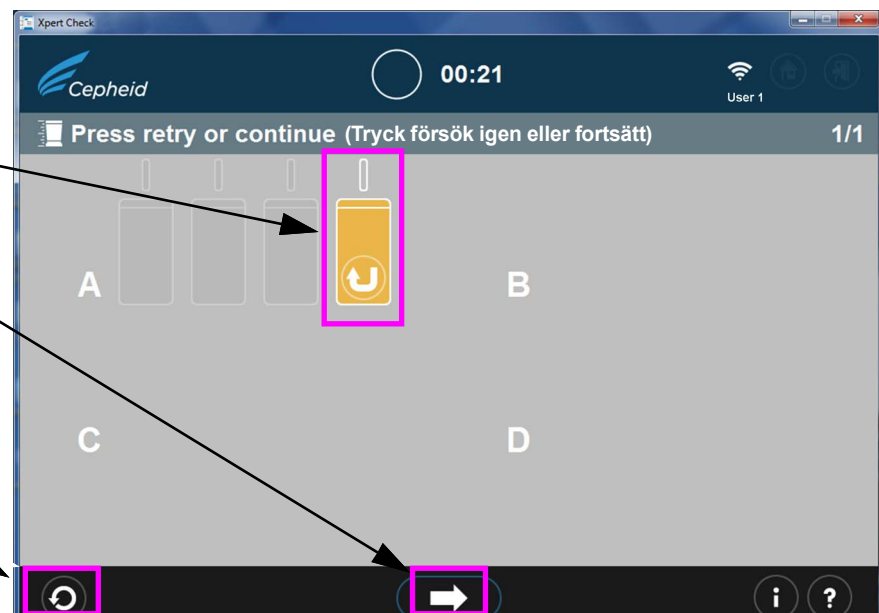 Xpert Check
Cepheid
00:21
User 1
Press retry or continue (Tryck försök igen eller fortsätt) 1/1
A
B
C
D
i ?